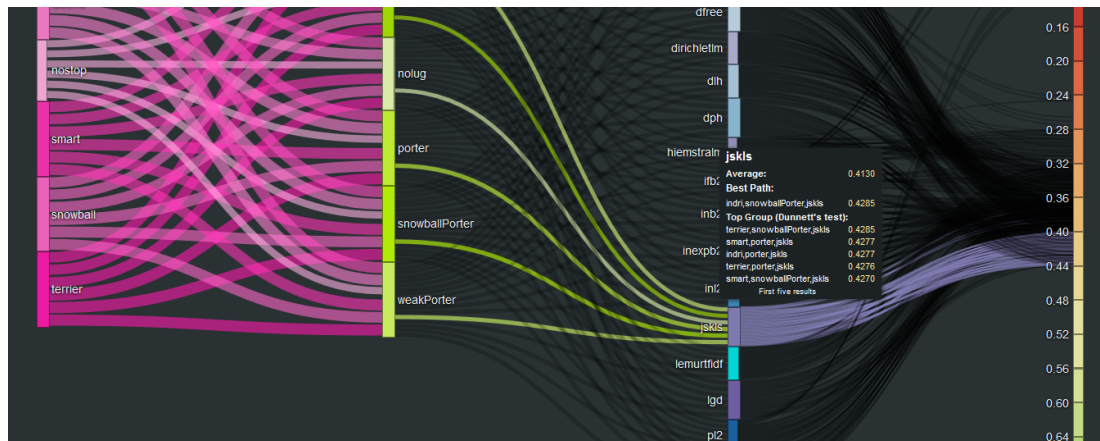 nostop
smart
snowball
terrier
nolug
porter
snowballPorter
weakPorter
dfree
dirichletlm
dlh
dph
ifb2
inb2
inexpb2
inl2
jskls
lemurtfidf
lgd
pl2
jskls
Average: 0.4130
Best Path:
indri,snowballPorter,jskls 0.4285
Top Group (Dunnett's test):
terrier,snowballPorter,jskls 0.4285
smart,porter,jskls 0.4277
indri,porter,jskls 0.4277
terrier,porter,jskls 0.4276
smart,snowballPorter,jskls 0.4270
First five results
0.16
0.20
0.24
0.28
0.32
0.36
0.40
0.44
0.48
0.52
0.56
0.60
0.64